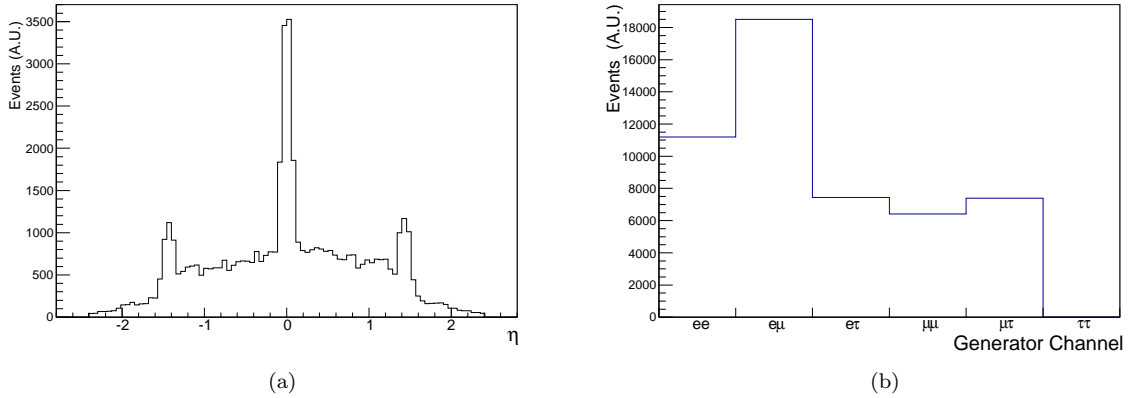 Events (A.U.)
3500
3000
2500
2000
1500
1000
500
0
-2 -1 0 1 2
η
(a)
Events (A.U.)
18000
16000
14000
12000
10000
8000
6000
4000
2000
0
ee eμ eτ μμ μτ ττ
Generator Channel
(b)